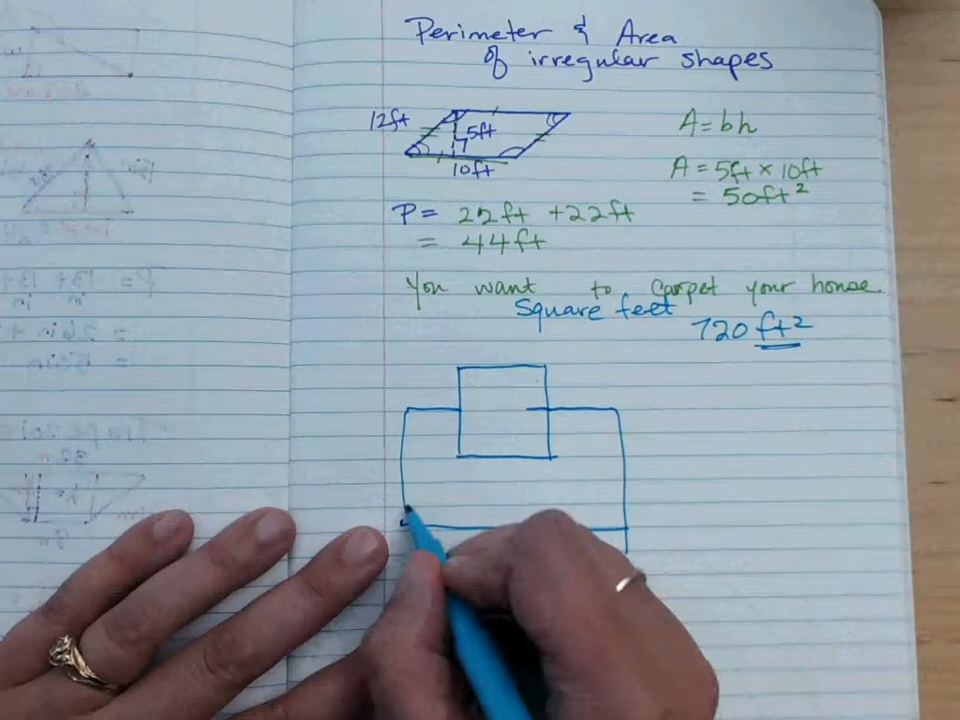 Perimeter & Area
of irregular shapes
12ft
5ft
10ft
A = bh
A = 5ft × 10ft
= 50ft²
P = 22ft + 22ft
= 44ft
You want to carpet your house.
Square feet
720 ft²